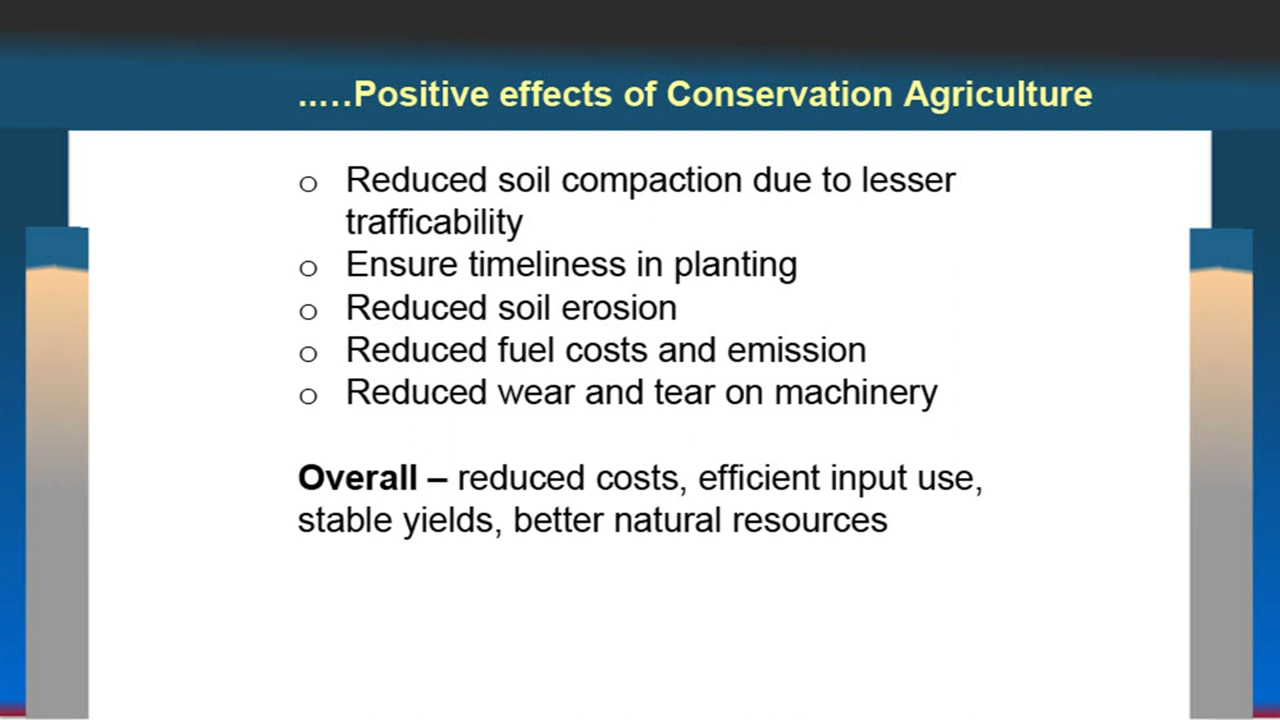 …..Positive effects of Conservation Agriculture
o Reduced soil compaction due to lesser
trafficability
o Ensure timeliness in planting
o Reduced soil erosion
o Reduced fuel costs and emission
o Reduced wear and tear on machinery
Overall – reduced costs, efficient input use,
stable yields, better natural resources